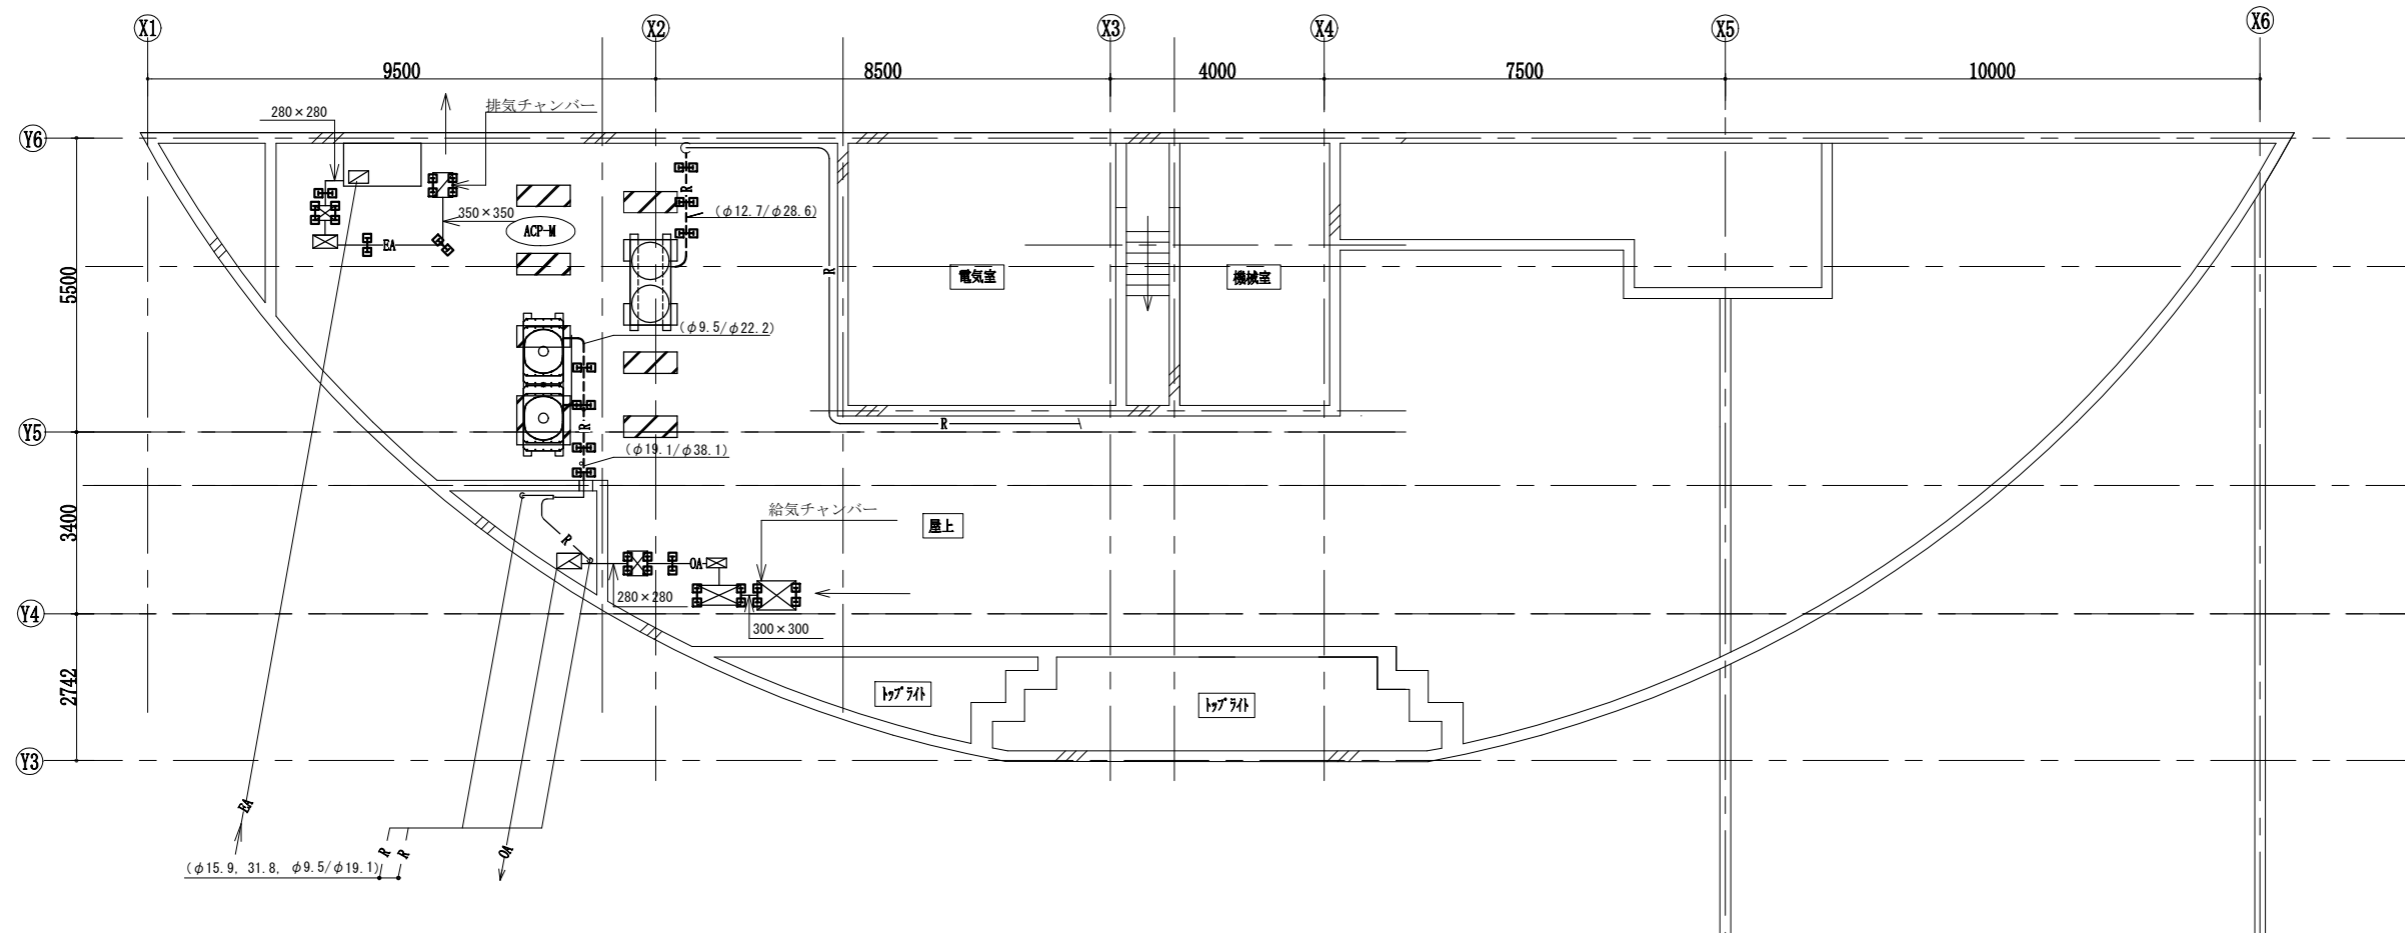 X1
X2
X3
X4
X5
X6
9500
8500
4000
7500
10000
280×280
排気チャンバー
Y6
350×350
ACP-M
R
(φ12.7/φ28.6)
EA
R
5500
電気室
機械室
(φ9.5/φ22.2)
R
R
Y5
(φ19.1/φ38.1)
3400
給気チャンバー
屋上
R
OA
280×280
Y4
300×300
2742
トップライト
トップライト
Y3
EA
R
R
OA
(φ15.9, 31.8, φ9.5/φ19.1)